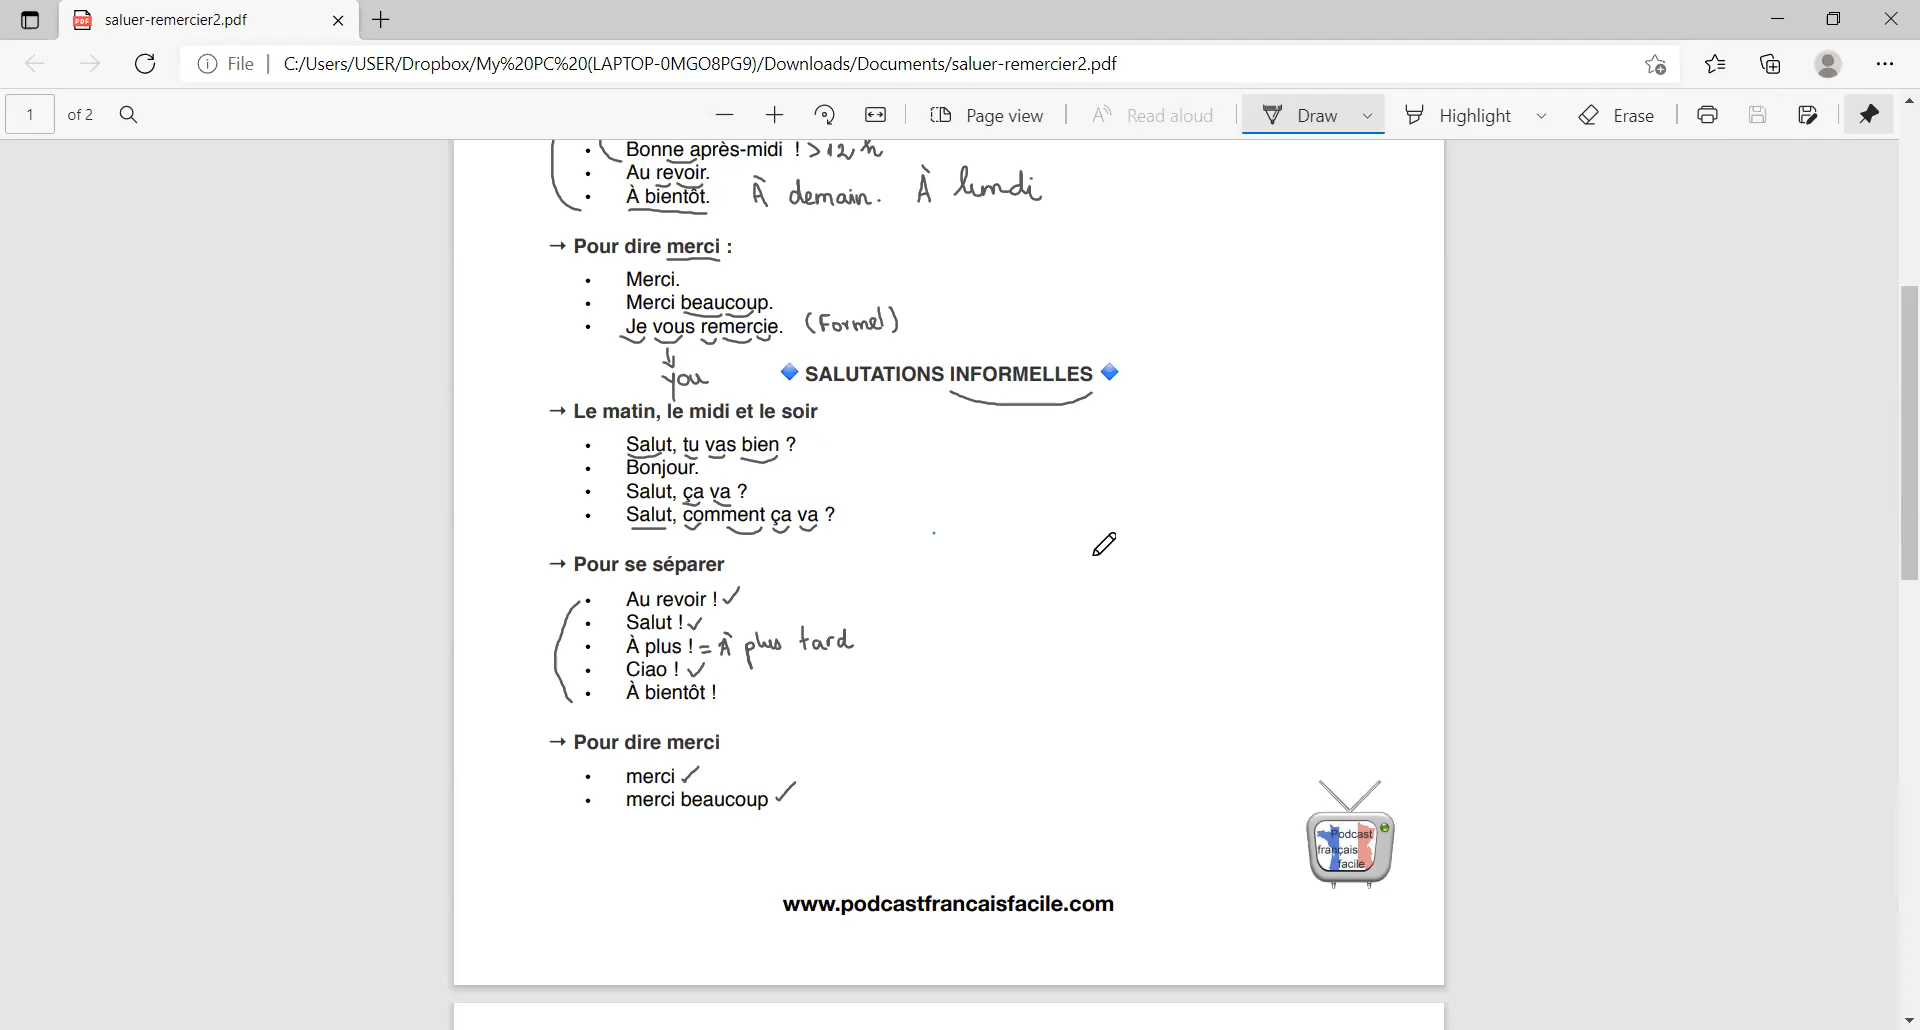 saluer-remercier2.pdf
File | C:/Users/USER/Dropbox/My%20PC%20(LAPTOP-0MGO8PG9)/Downloads/Documents/saluer-remercier2.pdf
1 of 2 Page view Read aloud Draw Highlight Erase
• Bonne après-midi ! >12 h
• Au revoir.
• À bientôt. À demain. À lundi
→ Pour dire merci :
• Merci.
• Merci beaucoup.
• Je vous remercie. (Formel)
you
SALUTATIONS INFORMELLES
→ Le matin, le midi et le soir
• Salut, tu vas bien ?
• Bonjour.
• Salut, ça va ?
• Salut, comment ça va ?
→ Pour se séparer
• Au revoir !
• Salut !
• À plus ! = À plus tard
• Ciao !
• À bientôt !
→ Pour dire merci
• merci
• merci beaucoup
Podcast
français
facile
www.podcastfrancaisfacile.com